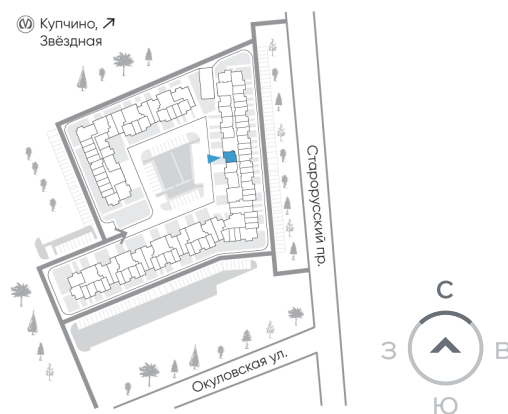 Купчино, ↗
Звёздная
Старорусский пр.
Окуловская ул.
С
З
В
Ю